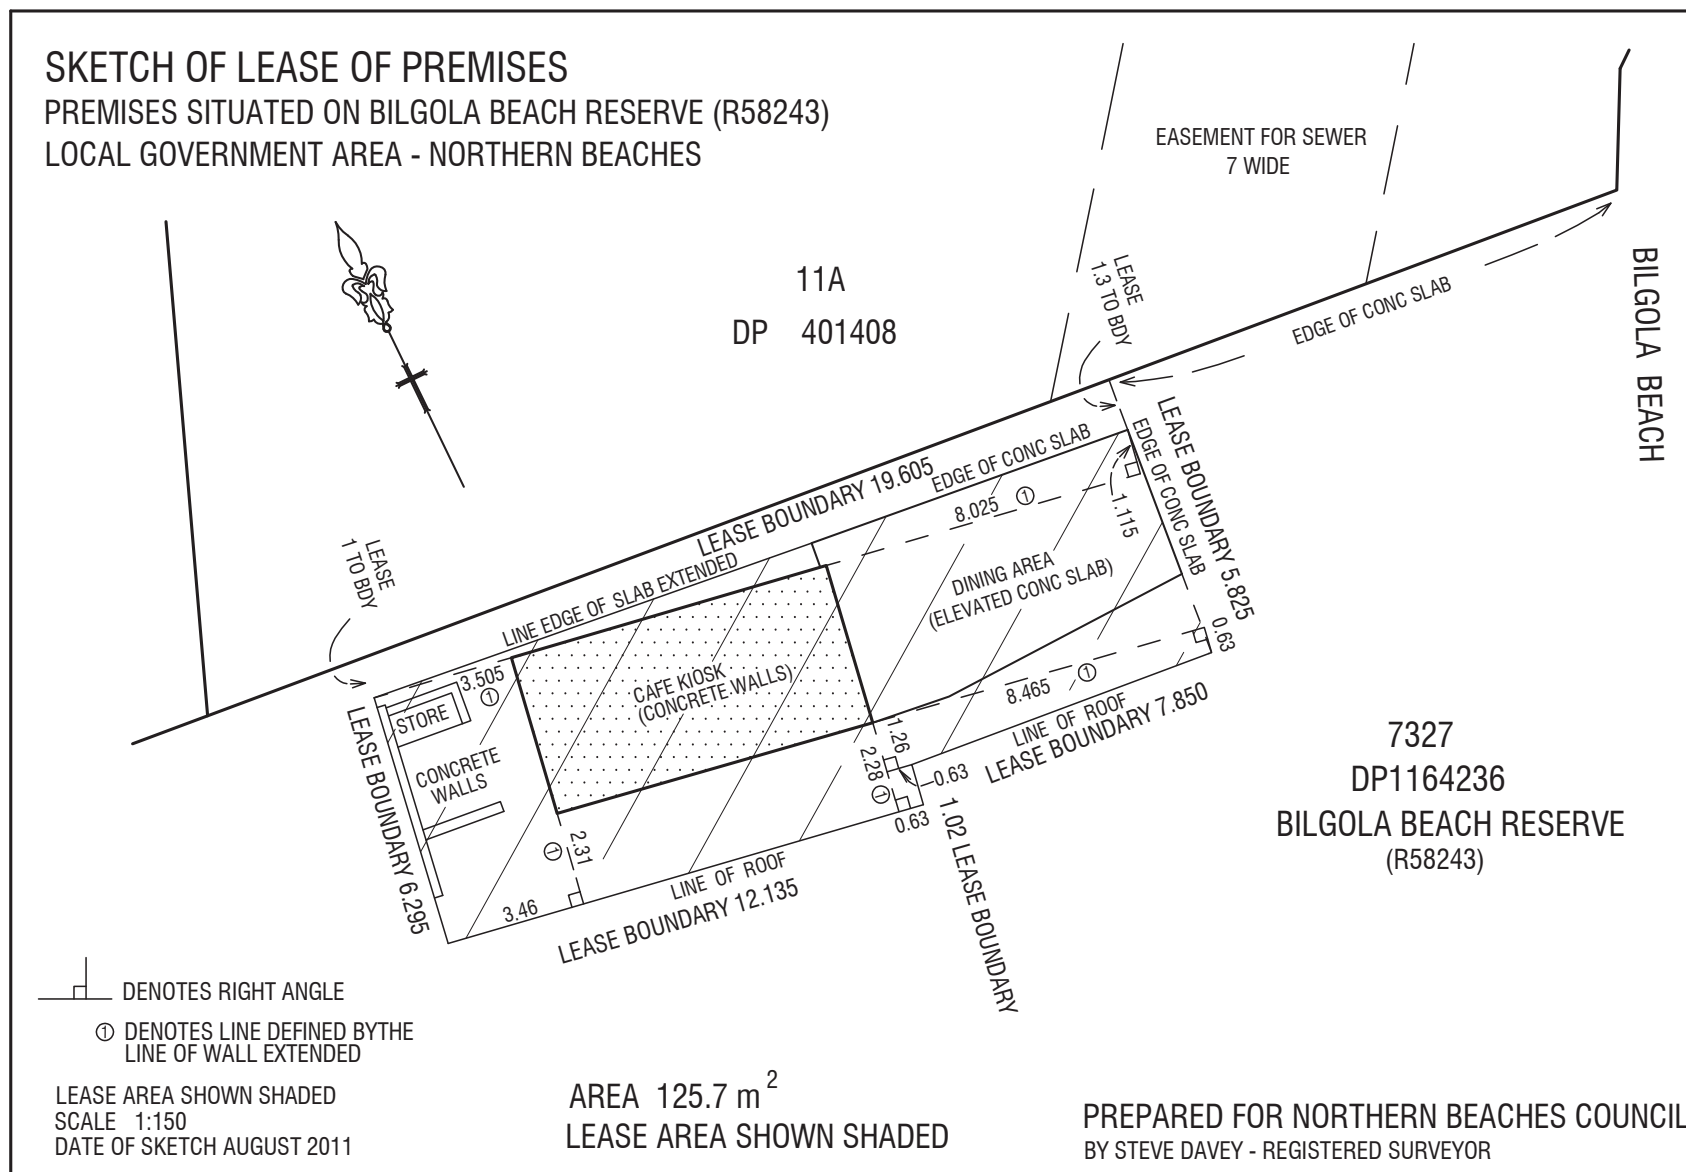 SKETCH OF LEASE OF PREMISES
PREMISES SITUATED ON BILGOLA BEACH RESERVE (R58243)
LOCAL GOVERNMENT AREA - NORTHERN BEACHES
EASEMENT FOR SEWER
7 WIDE
11A
DP 401408
LEASE
1.3 TO BDY
EDGE OF CONC SLAB
BILGOLA BEACH
LEASE BOUNDARY 19.605
EDGE OF CONC SLAB
LEASE BOUNDARY 5.825
EDGE OF CONC SLAB
LEASE
1 TO BDY
LINE EDGE OF SLAB EXTENDED
8.025 1
1.115
DINING AREA
(ELEVATED CONC SLAB)
0.63
3.505
1
STORE
CAFE KIOSK
(CONCRETE WALLS)
8.465 1
LINE OF ROOF
LEASE BOUNDARY 7.850
CONCRETE
WALLS
LEASE BOUNDARY 6.295
1.26
2.28
1
0.63
0.63
1.02 LEASE BOUNDARY
2.31
1
3.46
LINE OF ROOF
LEASE BOUNDARY 12.135
7327
DP1164236
BILGOLA BEACH RESERVE
(R58243)
DENOTES RIGHT ANGLE
1 DENOTES LINE DEFINED BYTHE
LINE OF WALL EXTENDED
LEASE AREA SHOWN SHADED
SCALE 1:150
DATE OF SKETCH AUGUST 2011
AREA 125.7 m2
LEASE AREA SHOWN SHADED
PREPARED FOR NORTHERN BEACHES COUNCIL
BY STEVE DAVEY - REGISTERED SURVEYOR